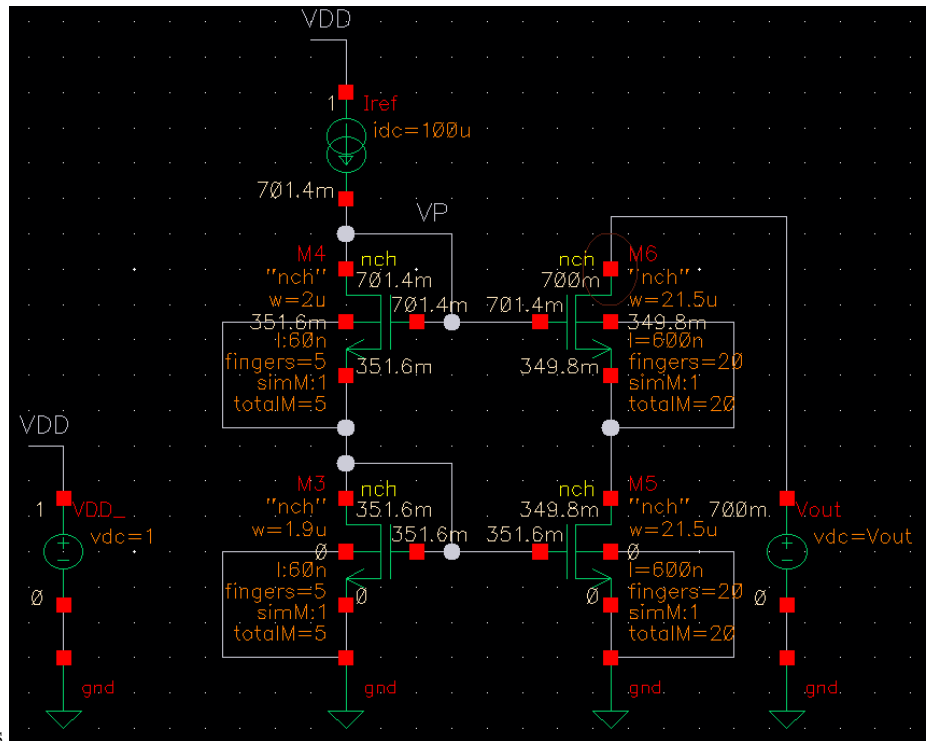 VDD
1
Iref
idc=100u
701.4m
VP
M4
nch
"nch"
701.4m
w=2u
701.4m
351.6m
l:60n
fingers=5
351.6m
simM:1
totalM=5
nch
M6
700m
"nch"
w=21.5u
701.4m
349.8m
l=600n
fingers=20
349.8m
simM:1
totalM=20
VDD
1
VDD_
vdc=1
0
gnd
M3
nch
"nch"
351.6m
w=1.9u
351.6m
0
l:60n
fingers=5
0
simM:1
totalM=5
gnd
nch
M5
349.8m
"nch"
w=21.5u
351.6m
0
l=600n
fingers=20
0
simM:1
totalM=20
gnd
700m
Vout
vdc=Vout
0
gnd